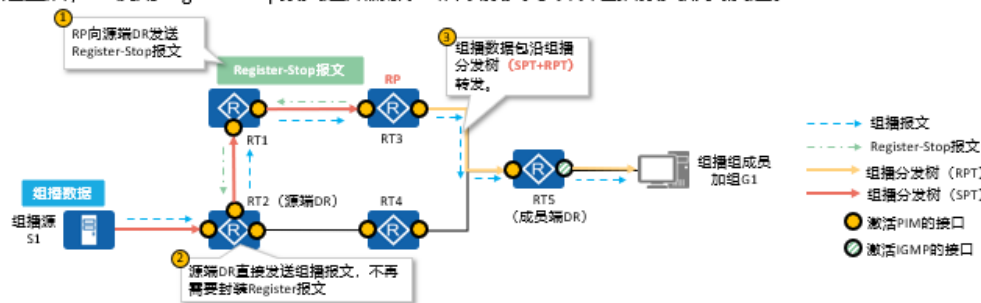 1
RP向源端DR发送
Register-Stop报文
Register-Stop报文
RP
3
组播数据包沿组播
分发树（SPT+RPT）
转发。
R
RT1
R
RT3
组播报文
Register-Stop报文
组播分发树（RPT）
组播分发树（SPT）
激活PIM的接口
激活IGMP的接口
R
RT5
（成员端DR）
组播组成员
加组G1
组播数据
组播源
S1
RT2（源端DR）
R
RT4
R
2
源端DR直接发送组播报文，不再
需要封装Register报文